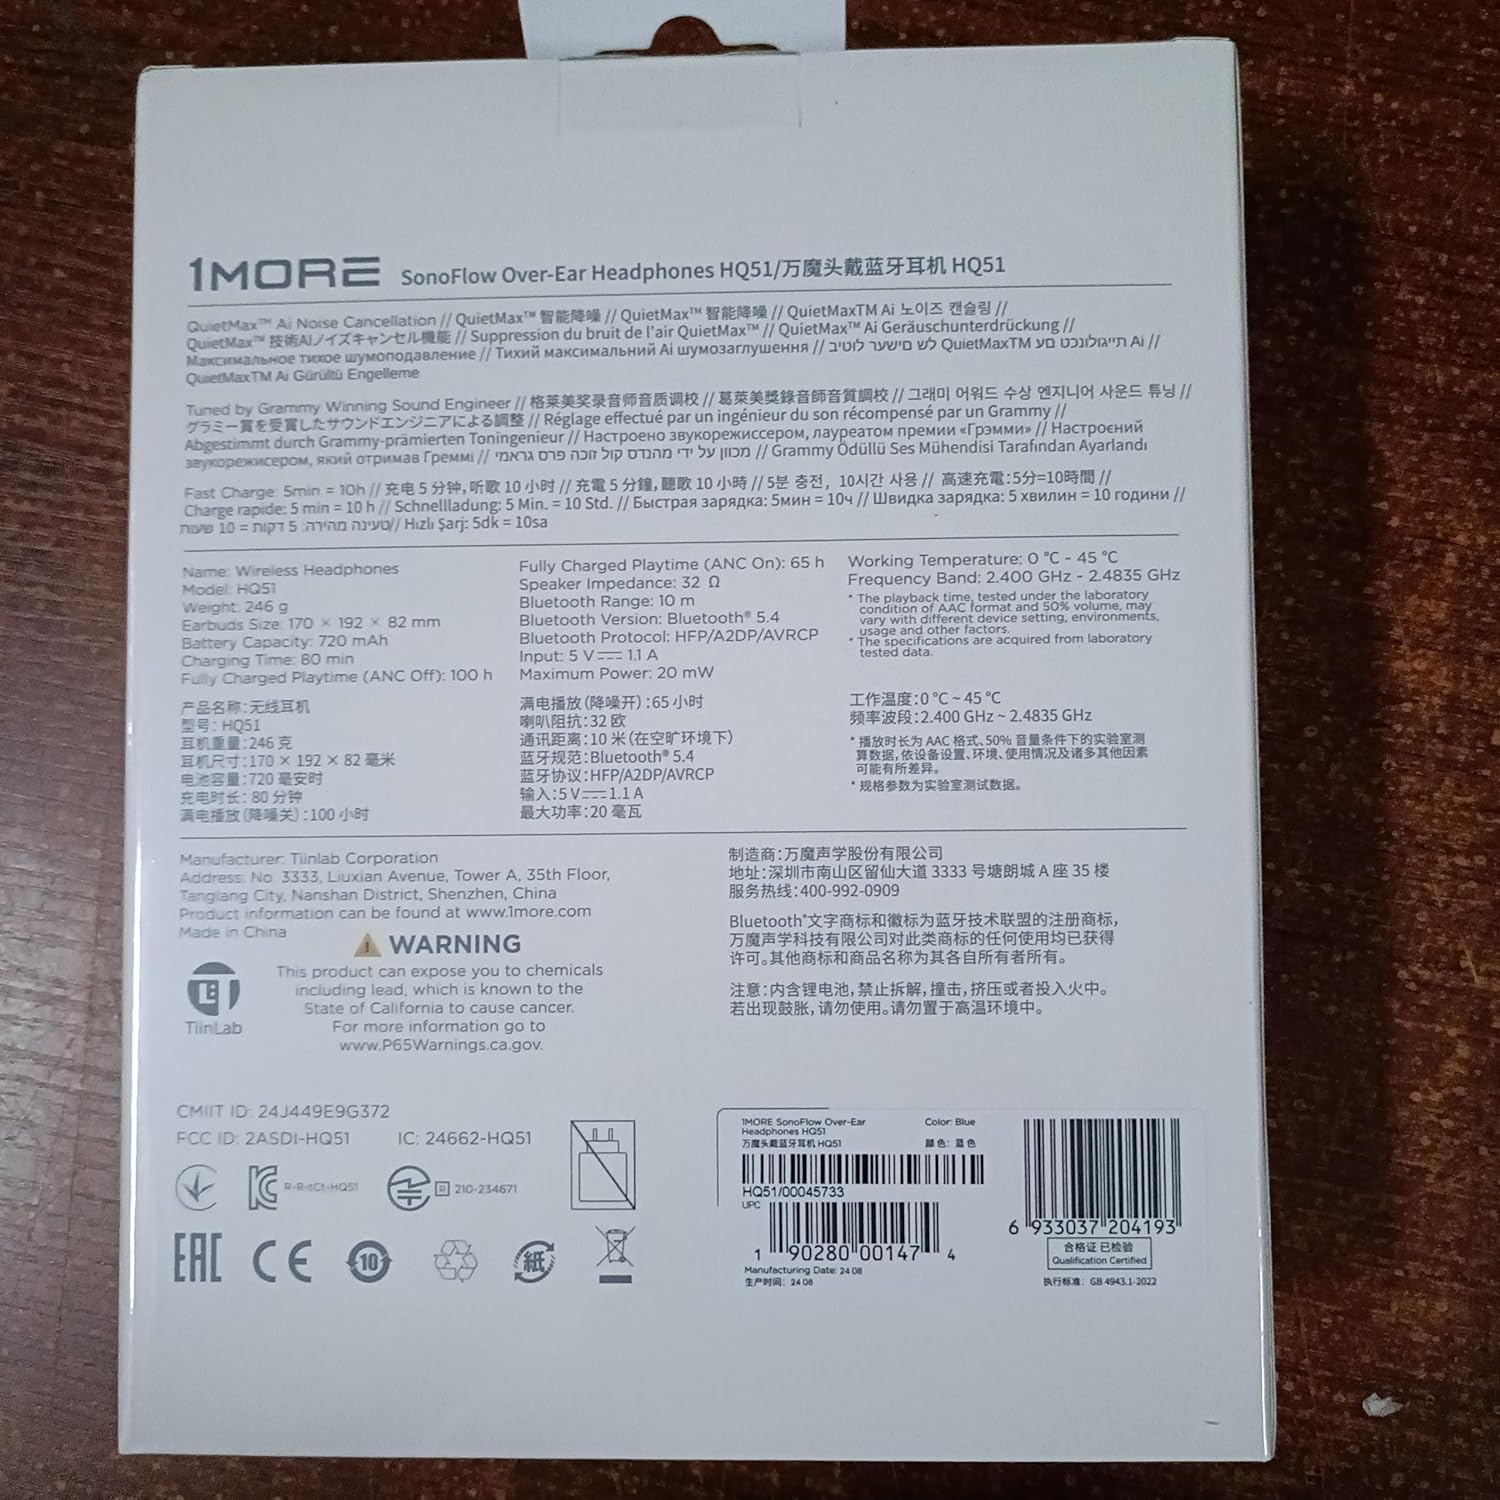 1MORE SonoFlow Over-Ear Headphones HQ51/万魔头戴蓝牙耳机 HQ51
QuietMax™ Ai Noise Cancellation // QuietMax™ 智能降噪 // QuietMax™ 智能降噪 // QuietMaxTM Ai 노이즈 캔슬링 //
QuietMax™ 技術AIノイズキャンセル機能 // Suppression du bruit de l'air QuietMax™ // QuietMax™ Ai Geräuschunterdrückung //
Максимальное тихое шумоподавление // Тихий максимальний Ai шумозаглушення // ביטול רעשים של QuietMaxTM עם טכנולוגיית Ai //
QuietMaxTM Ai Gürültü Engelleme
Tuned by Grammy Winning Sound Engineer // 格莱美奖录音师音质调校 // 葛萊美獎錄音師音質調校 // 그래미 어워드 수상 엔지니어 사운드 튜닝 //
グラミー賞を受賞したサウンドエンジニアによる調整 // Réglage effectué par un ingénieur du son récompensé par un Grammy //
Abgestimmt durch Grammy-prämierten Toningenieur // Настроено звукорежиссером, лауреатом премии «Грэмми» // Настроєний
звукорежисером, який отримав Греммі // מכוון על ידי מהנדס קול זוכה פרס גראמי // Grammy Ödüllü Ses Mühendisi Tarafından Ayarlandı
Fast Charge: 5min = 10h // 充电 5 分钟,听歌 10 小时 // 充電 5 分鐘,聽歌 10 小時 // 5분 충전, 10시간 사용 // 高速充電:5分=10時間 //
Charge rapide: 5 min = 10 h // Schnellladung: 5 Min. = 10 Std. // Быстрая зарядка: 5мин = 10ч // Швидка зарядка: 5 хвилин = 10 години //
טעינה מהירה: 5 דקות = 10 שעות// Hızlı Şarj: 5dk = 10sa
Name: Wireless Headphones
Model: HQ51
Weight: 246 g
Earbuds Size: 170 × 192 × 82 mm
Battery Capacity: 720 mAh
Charging Time: 80 min
Fully Charged Playtime (ANC Off): 100 h
Fully Charged Playtime (ANC On): 65 h
Speaker Impedance: 32 Ω
Bluetooth Range: 10 m
Bluetooth Version: Bluetooth® 5.4
Bluetooth Protocol: HFP/A2DP/AVRCP
Input: 5 V⎓1.1 A
Maximum Power: 20 mW
Working Temperature: 0 °C - 45 °C
Frequency Band: 2.400 GHz - 2.4835 GHz
* The playback time, tested under the laboratory
condition of AAC format and 50% volume, may
vary with different device setting, environments,
usage and other factors.
* The specifications are acquired from laboratory
tested data.
产品名称:无线耳机
型号: HQ51
耳机重量:246 克
耳机尺寸:170 × 192 × 82 毫米
电池容量:720 毫安时
充电时长: 80 分钟
满电播放(降噪关):100 小时
满电播放(降噪开):65 小时
喇叭阻抗:32 欧
通讯距离:10 米(在空旷环境下)
蓝牙规范:Bluetooth® 5.4
蓝牙协议:HFP/A2DP/AVRCP
输入:5 V⎓1.1 A
最大功率:20 毫瓦
工作温度:0 °C ~ 45 °C
频率波段:2.400 GHz ~ 2.4835 GHz
* 播放时长为 AAC 格式、50% 音量条件下的实验室测
算数据,依设备设置、环境、使用情况及诸多其他因素
可能有所差异。
* 规格参数为实验室测试数据。
Manufacturer: Tiinlab Corporation
Address: No. 3333, Liuxian Avenue, Tower A, 35th Floor,
Tanglang City, Nanshan District, Shenzhen, China
Product information can be found at www.1more.com
Made in China
WARNING
This product can expose you to chemicals
including lead, which is known to the
State of California to cause cancer.
For more information go to
www.P65Warnings.ca.gov.
TiinLab
制造商:万魔声学股份有限公司
地址:深圳市南山区留仙大道 3333 号塘朗城 A 座 35 楼
服务热线:400-992-0909
Bluetooth®文字商标和徽标为蓝牙技术联盟的注册商标,
万魔声学科技有限公司对此类商标的任何使用均已获得
许可。其他商标和商品名称为其各自所有者所有。
注意:内含锂电池,禁止拆解,撞击,挤压或者投入火中。
若出现鼓胀,请勿使用。请勿置于高温环境中。
CMIIT ID: 24J449E9G372
FCC ID: 2ASDI-HQ51 IC: 24662-HQ51
R-R-tCt-HQ51
R 210-234671
EAC CE 10 紙
1MORE SonoFlow Over-Ear
Headphones HQ51
万魔头戴蓝牙耳机 HQ51
Color: Blue
颜色: 蓝色
HQ51/00045733
UPC
1 90280 00147 4
Manufacturing Date: 24 08
生产时间: 24 08
6 933037 204193
合格证 已检验
Qualification Certified
执行标准: GB 4943.1-2022